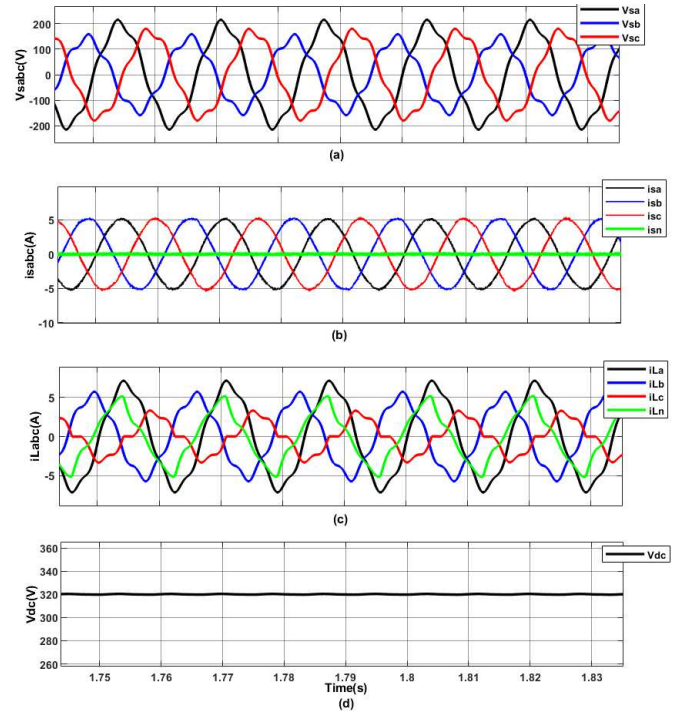 Vsabc(V)
200
100
0
-100
-200
Vsa
Vsb
Vsc
(a)
isabc(A)
5
0
-5
-10
isa
isb
isc
isn
(b)
iLabc(A)
5
0
-5
iLa
iLb
iLc
iLn
(c)
Vdc(V)
360
340
320
300
280
260
Vdc
1.75
1.76
1.77
1.78
1.79
1.8
1.81
1.82
1.83
Time(s)
(d)